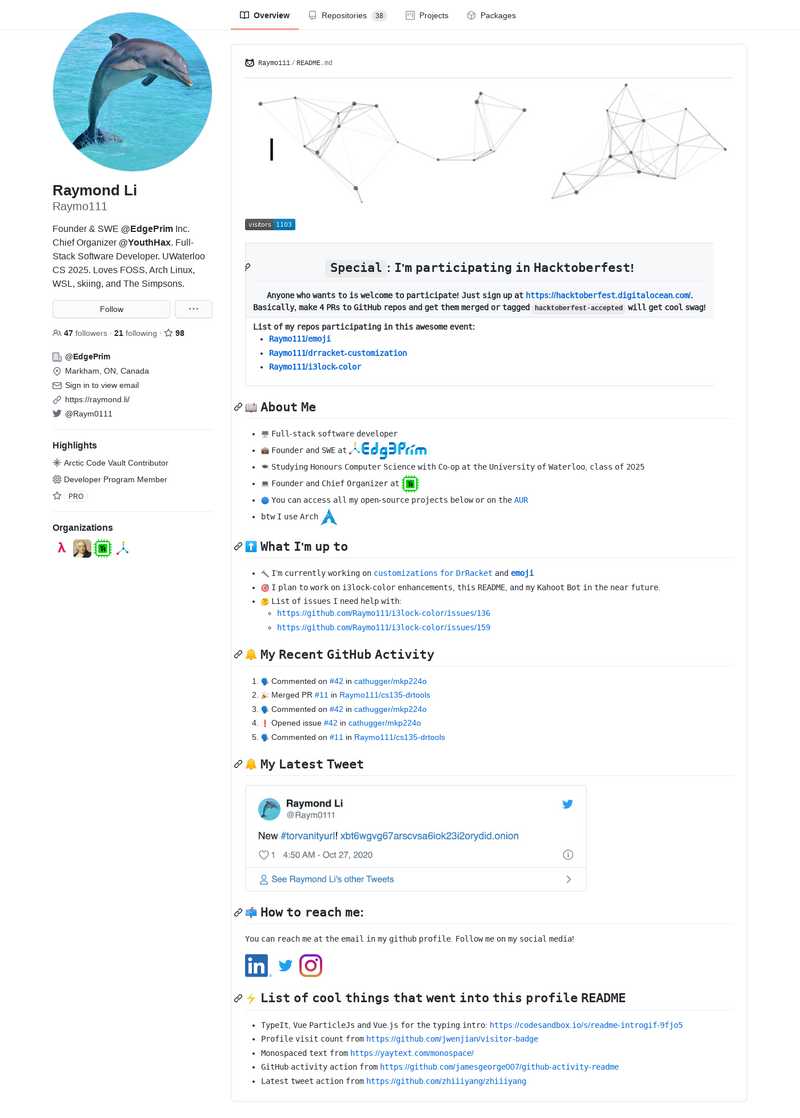 Overview
Repositories 38
Projects
Packages
Raymond Li
Raymo111
Founder & SWE @EdgePrim Inc.
Chief Organizer @YouthHax. Full-
Stack Software Developer. UWaterloo
CS 2025. Loves FOSS, Arch Linux,
WSL, skiing, and The Simpsons.
Follow
47 followers · 21 following · 98
@EdgePrim
Markham, ON, Canada
Sign in to view email
https://raymond.li/
@Raym0111
Highlights
Arctic Code Vault Contributor
Developer Program Member
PRO
Organizations
Raymo111 / README.md
visitors 1103
Special : I'm participating in Hacktoberfest!
Anyone who wants to is welcome to participate! Just sign up at https://hacktoberfest.digitalocean.com/.
Basically, make 4 PRs to GitHub repos and get them merged or tagged hacktoberfest-accepted will get cool swag!
List of my repos participating in this awesome event:
• Raymo111/emoji
• Raymo111/drracket-customization
• Raymo111/i3lock-color
About Me
• Full-stack software developer
• Founder and SWE at Edg3Prim
• Studying Honours Computer Science with Co-op at the University of Waterloo, class of 2025
• Founder and Chief Organizer at
• You can access all my open-source projects below or on the AUR
• btw I use Arch
What I'm up to
• I'm currently working on customizations for DrRacket and emoji
• I plan to work on i3lock-color enhancements, this README, and my Kahoot Bot in the near future.
• List of issues I need help with:
https://github.com/Raymo111/i3lock-color/issues/136
https://github.com/Raymo111/i3lock-color/issues/159
My Recent GitHub Activity
1. Commented on #42 in cathugger/mkp224o
2. Merged PR #11 in Raymo111/cs135-drtools
3. Commented on #42 in cathugger/mkp224o
4. Opened issue #42 in cathugger/mkp224o
5. Commented on #11 in Raymo111/cs135-drtools
My Latest Tweet
Raymond Li
@Raym0111
New #torvanityurl! xbt6wgvg67arscvsa6iok23i2orydid.onion
1 4:50 AM - Oct 27, 2020
See Raymond Li's other Tweets
How to reach me:
You can reach me at the email in my github profile. Follow me on my social media!
in
List of cool things that went into this profile README
• TypeIt, Vue ParticleJs and Vue.js for the typing intro: https://codesandbox.io/s/readme-introgif-9fjo5
• Profile visit count from https://github.com/jwenjian/visitor-badge
• Monospaced text from https://yaytext.com/monospace/
• GitHub activity action from https://github.com/jamesgeorge007/github-activity-readme
• Latest tweet action from https://github.com/zhiiiyang/zhiiiyang